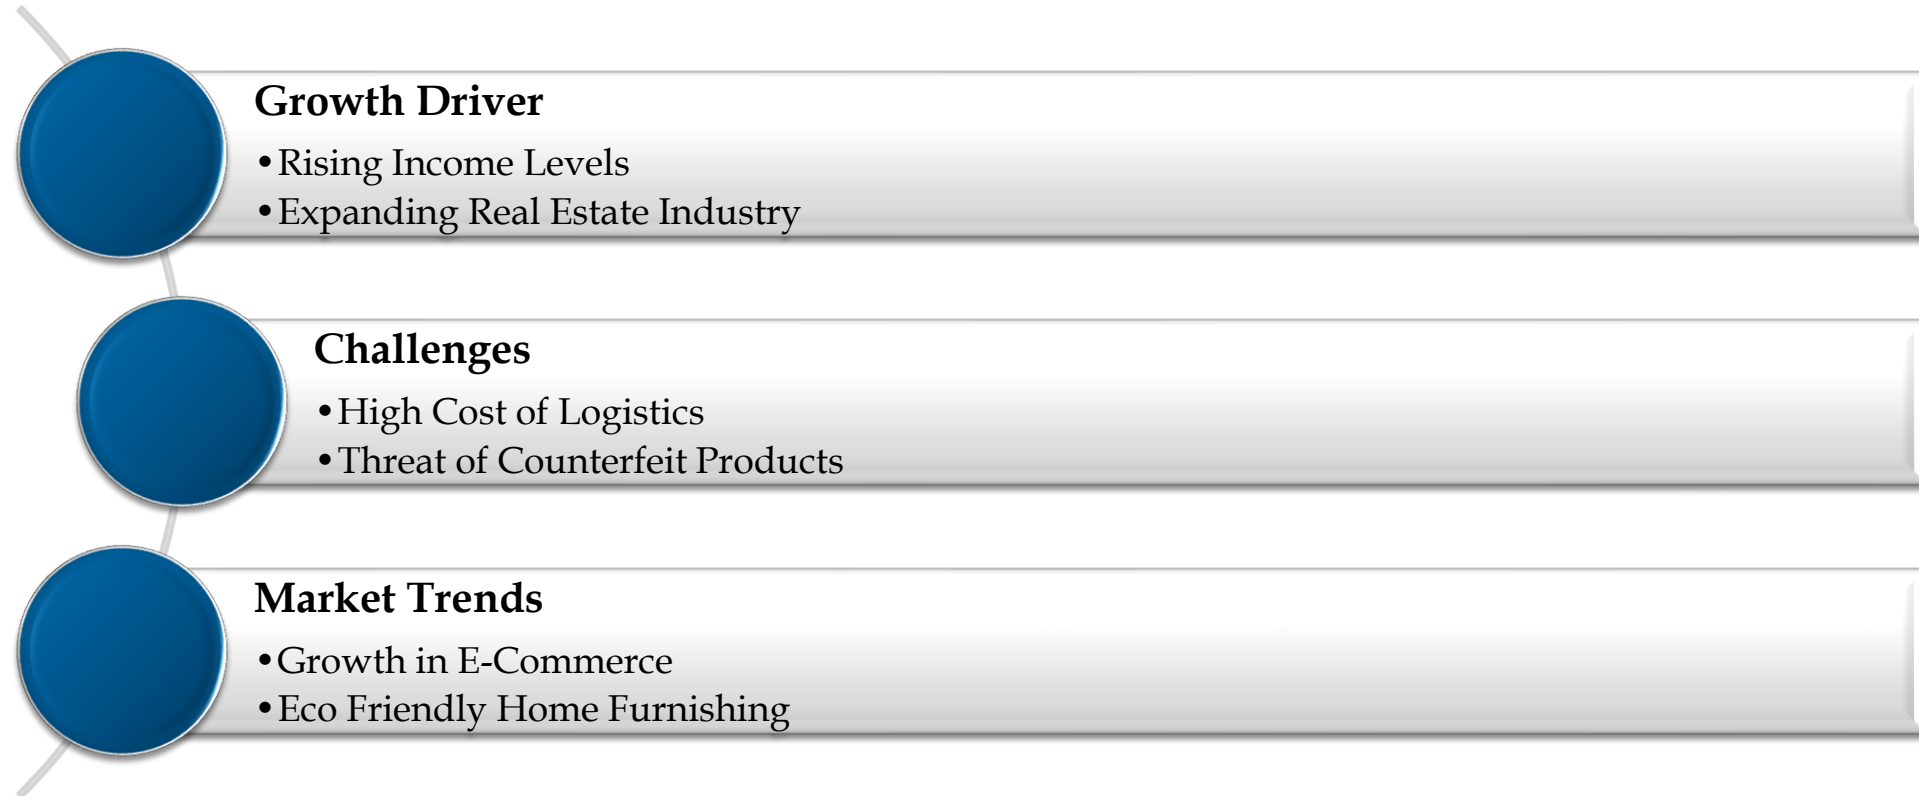 Growth Driver
•Rising Income Levels
•Expanding Real Estate Industry
Challenges
•High Cost of Logistics
•Threat of Counterfeit Products
Market Trends
•Growth in E-Commerce
•Eco Friendly Home Furnishing